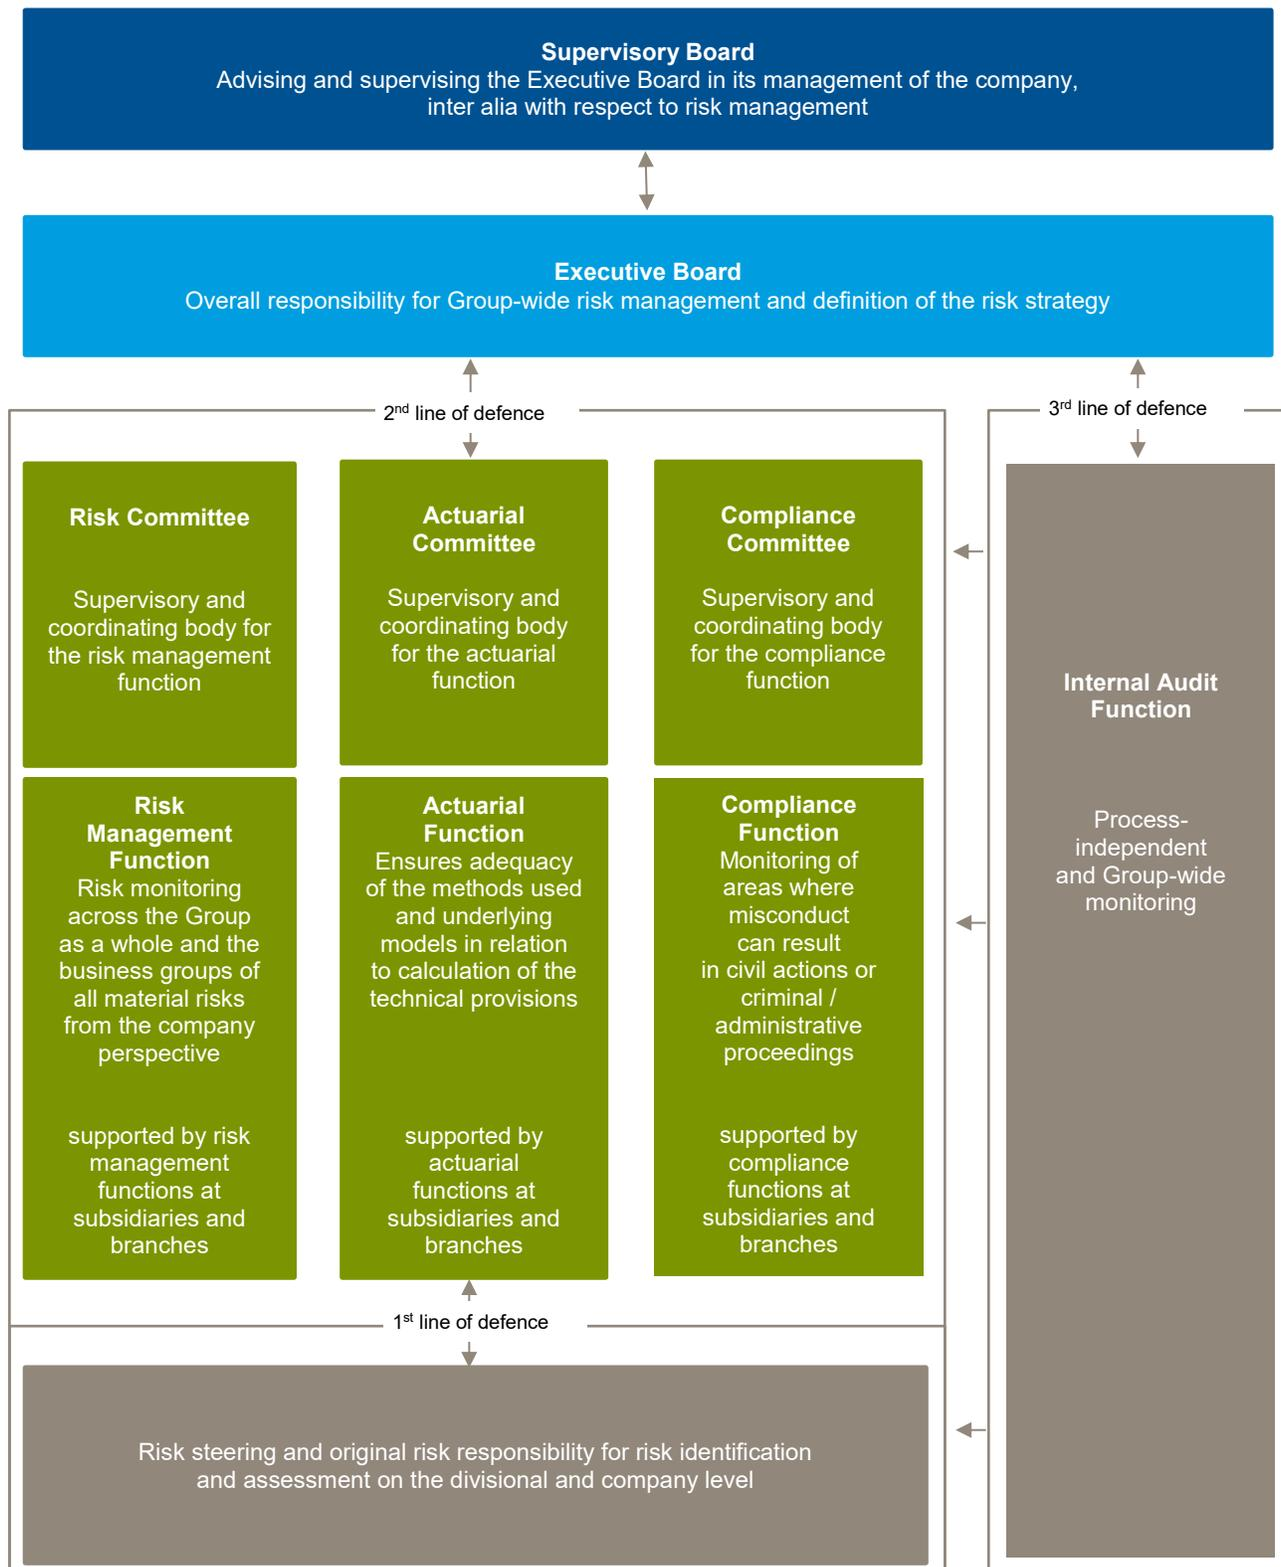 Supervisory Board
Advising and supervising the Executive Board in its management of the company,
inter alia with respect to risk management
Executive Board
Overall responsibility for Group-wide risk management and definition of the risk strategy
2nd line of defence
3rd line of defence
Risk Committee
Supervisory and
coordinating body for
the risk management
function
Actuarial
Committee
Supervisory and
coordinating body
for the actuarial
function
Compliance
Committee
Supervisory and
coordinating body
for the compliance
function
Internal Audit
Function
Process-
independent
and Group-wide
monitoring
Risk
Management
Function
Risk monitoring
across the Group
as a whole and the
business groups of
all material risks
from the company
perspective
supported by risk
management
functions at
subsidiaries and
branches
Actuarial
Function
Ensures adequacy
of the methods used
and underlying
models in relation
to calculation of the
technical provisions
supported by
actuarial
functions at
subsidiaries and
branches
Compliance
Function
Monitoring of
areas where
misconduct
can result
in civil actions or
criminal /
administrative
proceedings
supported by
compliance
functions at
subsidiaries and
branches
1st line of defence
Risk steering and original risk responsibility for risk identification
and assessment on the divisional and company level